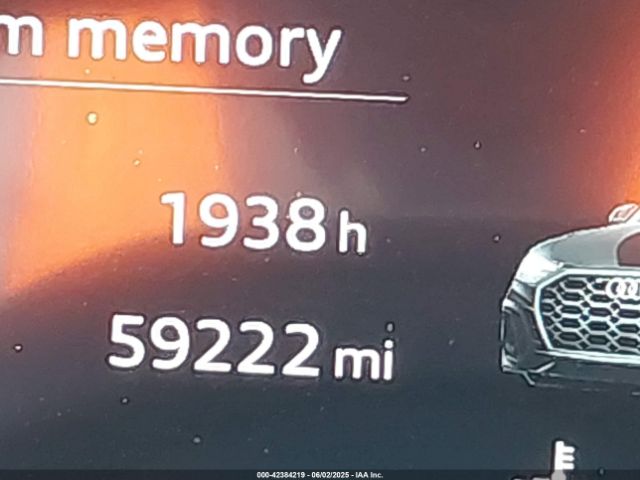 m memory
1938 h
59222 mi
000-42384219 - 06/02/2025 - IAA Inc.